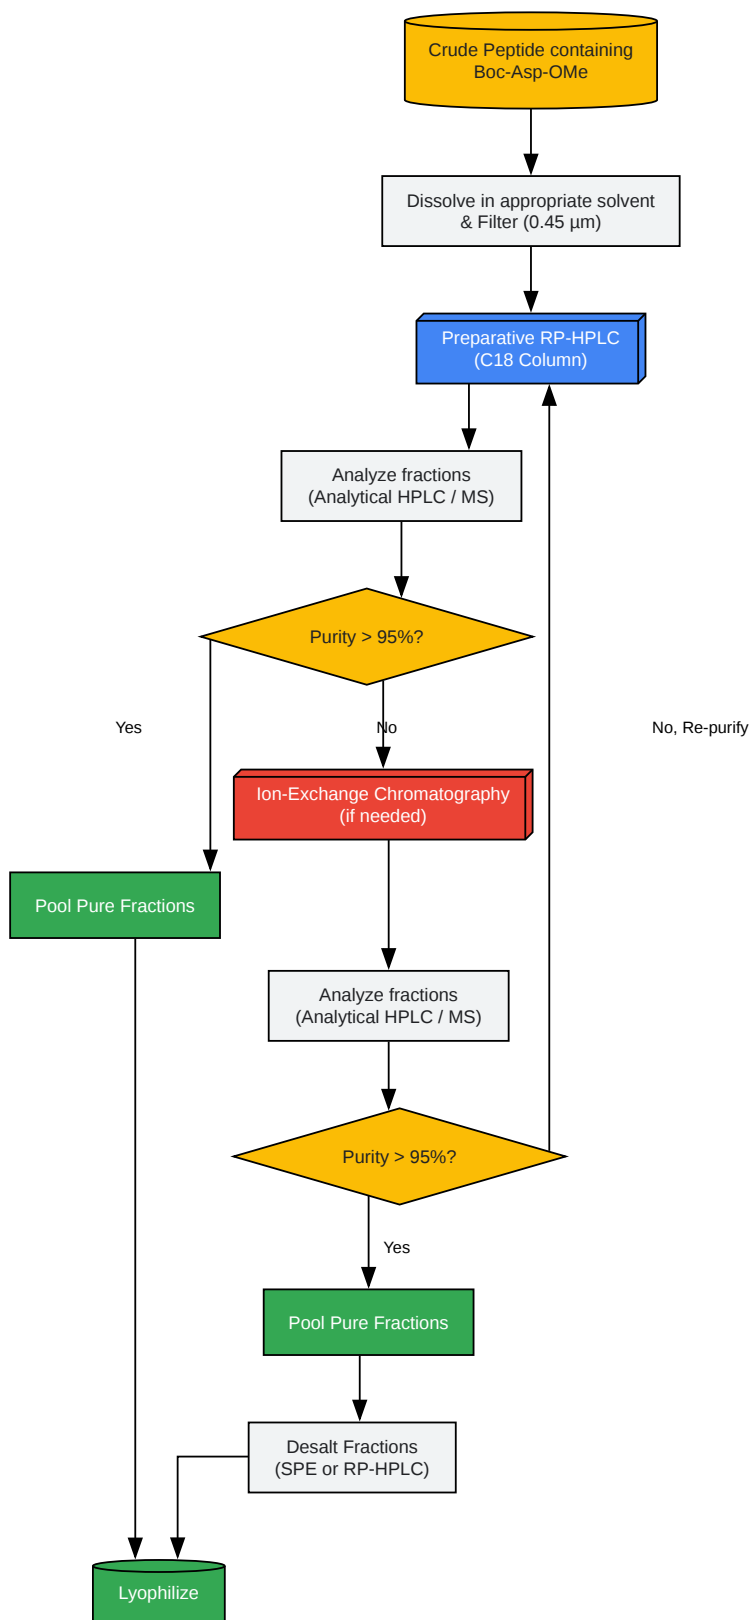 Crude Peptide containing
Boc-Asp-OMe
Dissolve in appropriate solvent
& Filter (0.45 µm)
Preparative RP-HPLC
(C18 Column)
Analyze fractions
(Analytical HPLC / MS)
Purity > 95%?
Yes
No
No, Re-purify
Ion-Exchange Chromatography
(if needed)
Pool Pure Fractions
Analyze fractions
(Analytical HPLC / MS)
Purity > 95%?
Yes
Pool Pure Fractions
Desalt Fractions
(SPE or RP-HPLC)
Lyophilize